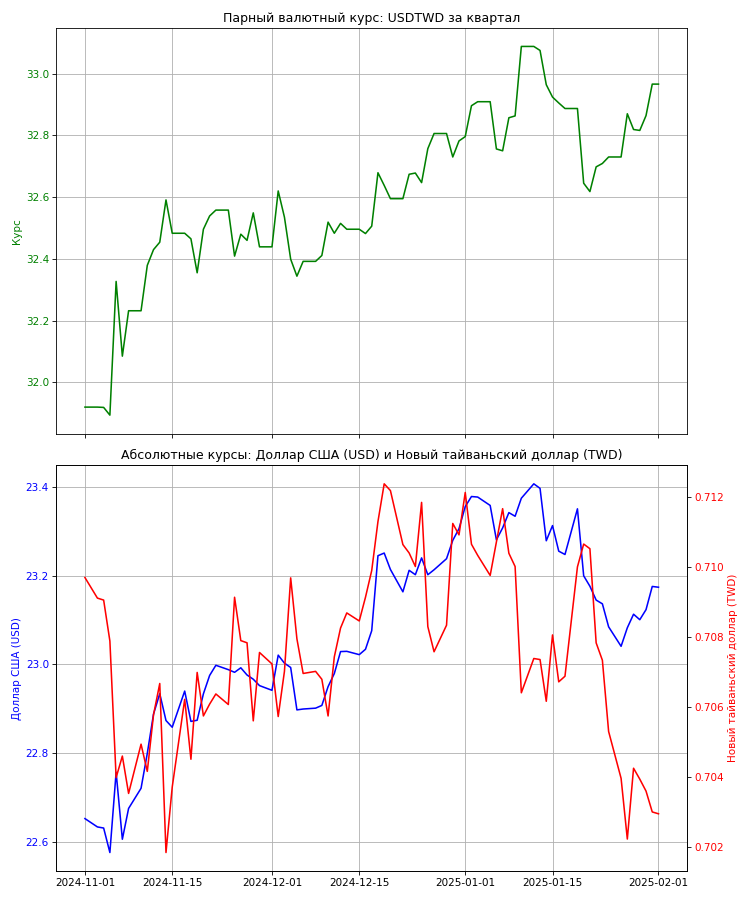 Парный валютный курс: USDTWD за квартал
33.0
32.8
32.6
32.4
32.2
32.0
Курс
Абсолютные курсы: Доллар США (USD) и Новый тайваньский доллар (TWD)
23.4
23.2
23.0
22.8
22.6
Доллар США (USD)
0.712
0.710
0.708
0.706
0.704
0.702
Новый тайваньский доллар (TWD)
2024-11-01 2024-11-15 2024-12-01 2024-12-15 2025-01-01 2025-01-15 2025-02-01